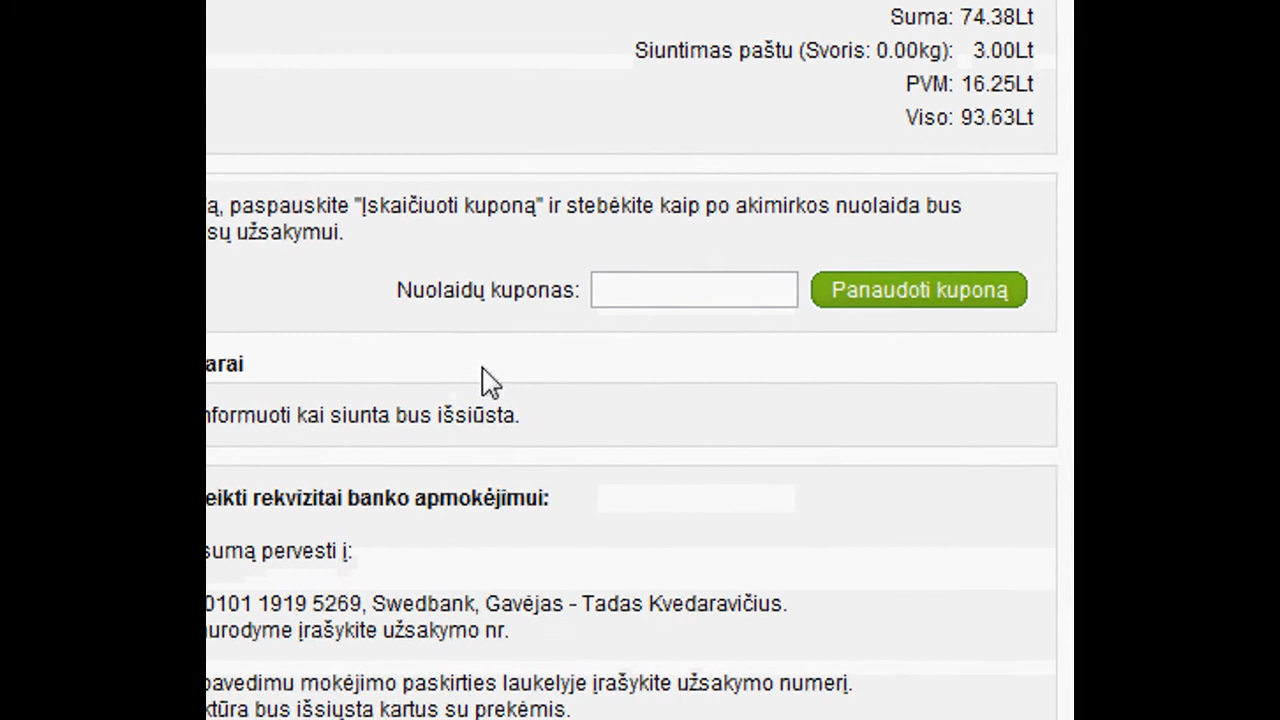 Suma: 74.38Lt
Siuntimas paštu (Svoris: 0.00kg): 3.00Lt
PVM: 16.25Lt
Viso: 93.63Lt
ą, paspauskite "Įskaičiuoti kuponą" ir stebėkite kaip po akimirkos nuolaida bus
sų užsakymui.
Nuolaidų kuponas: Panaudoti kuponą
arai
nformuoti kai siunta bus išsiųsta.
eikti rekvizitai banko apmokėjimui:
sumą pervesti į:
0101 1919 5269, Swedbank, Gavėjas - Tadas Kvedaravičius.
urodyme įrašykite užsakymo nr.
pavedimu mokėjimo paskirties laukelyje įrašykite užsakymo numerį.
ktūra bus išsiųsta kartus su prekėmis.